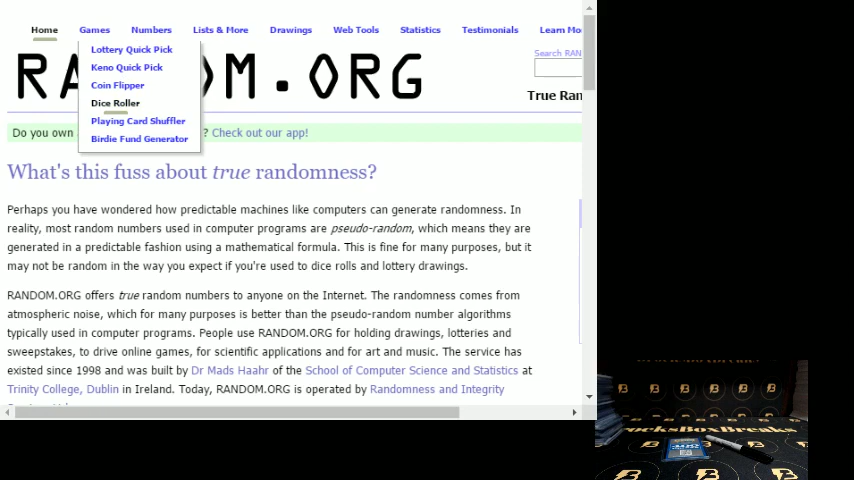 Home Games Numbers Lists & More Drawings Web Tools Statistics Testimonials Learn Mo
Lottery Quick Pick
Keno Quick Pick
Coin Flipper
Dice Roller
Playing Card Shuffler
Birdie Fund Generator
Search RAN
RA DOM.ORG
True Ran
Do you own ? Check out our app!
What's this fuss about true randomness?
Perhaps you have wondered how predictable machines like computers can generate randomness. In
reality, most random numbers used in computer programs are pseudo-random, which means they are
generated in a predictable fashion using a mathematical formula. This is fine for many purposes, but it
may not be random in the way you expect if you're used to dice rolls and lottery drawings.
RANDOM.ORG offers true random numbers to anyone on the Internet. The randomness comes from
atmospheric noise, which for many purposes is better than the pseudo-random number algorithms
typically used in computer programs. People use RANDOM.ORG for holding drawings, lotteries and
sweepstakes, to drive online games, for scientific applications and for art and music. The service has
existed since 1998 and was built by Dr Mads Haahr of the School of Computer Science and Statistics at
Trinity College, Dublin in Ireland. Today, RANDOM.ORG is operated by Randomness and Integrity
ocksBoxBreaks